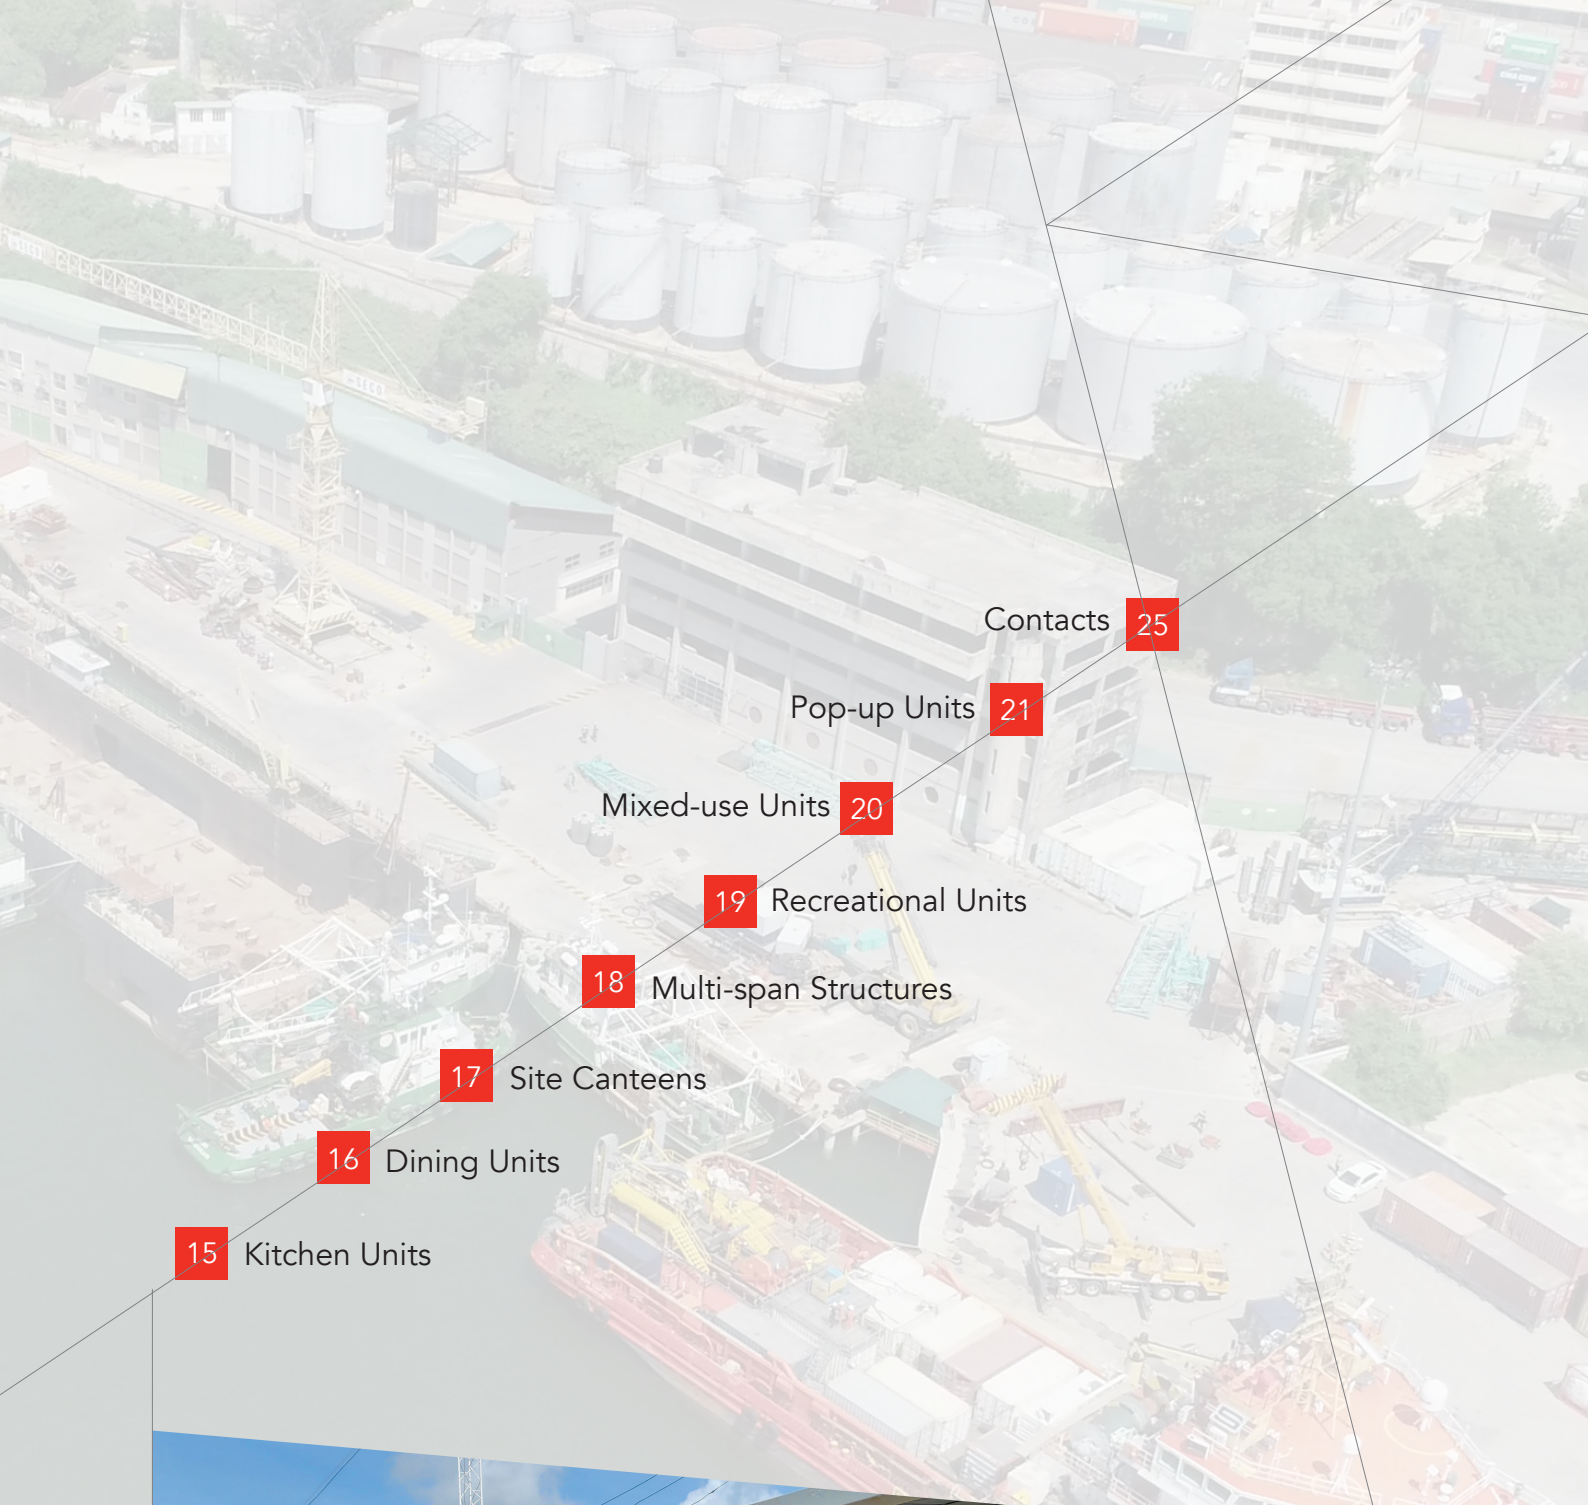 Contacts 25
Pop-up Units 21
Mixed-use Units 20
19 Recreational Units
18 Multi-span Structures
17 Site Canteens
16 Dining Units
15 Kitchen Units